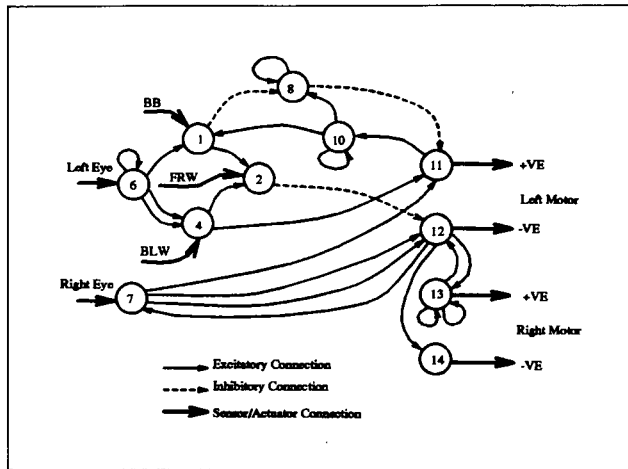 8
BB
1
10
11
+VE
Left Eye
6
FRW
2
Left Motor
4
12
-VE
BLW
Right Eye
7
13
+VE
Right Motor
14
-VE
Excitatory Connection
Inhibitory Connection
Sensor/Actuator Connection